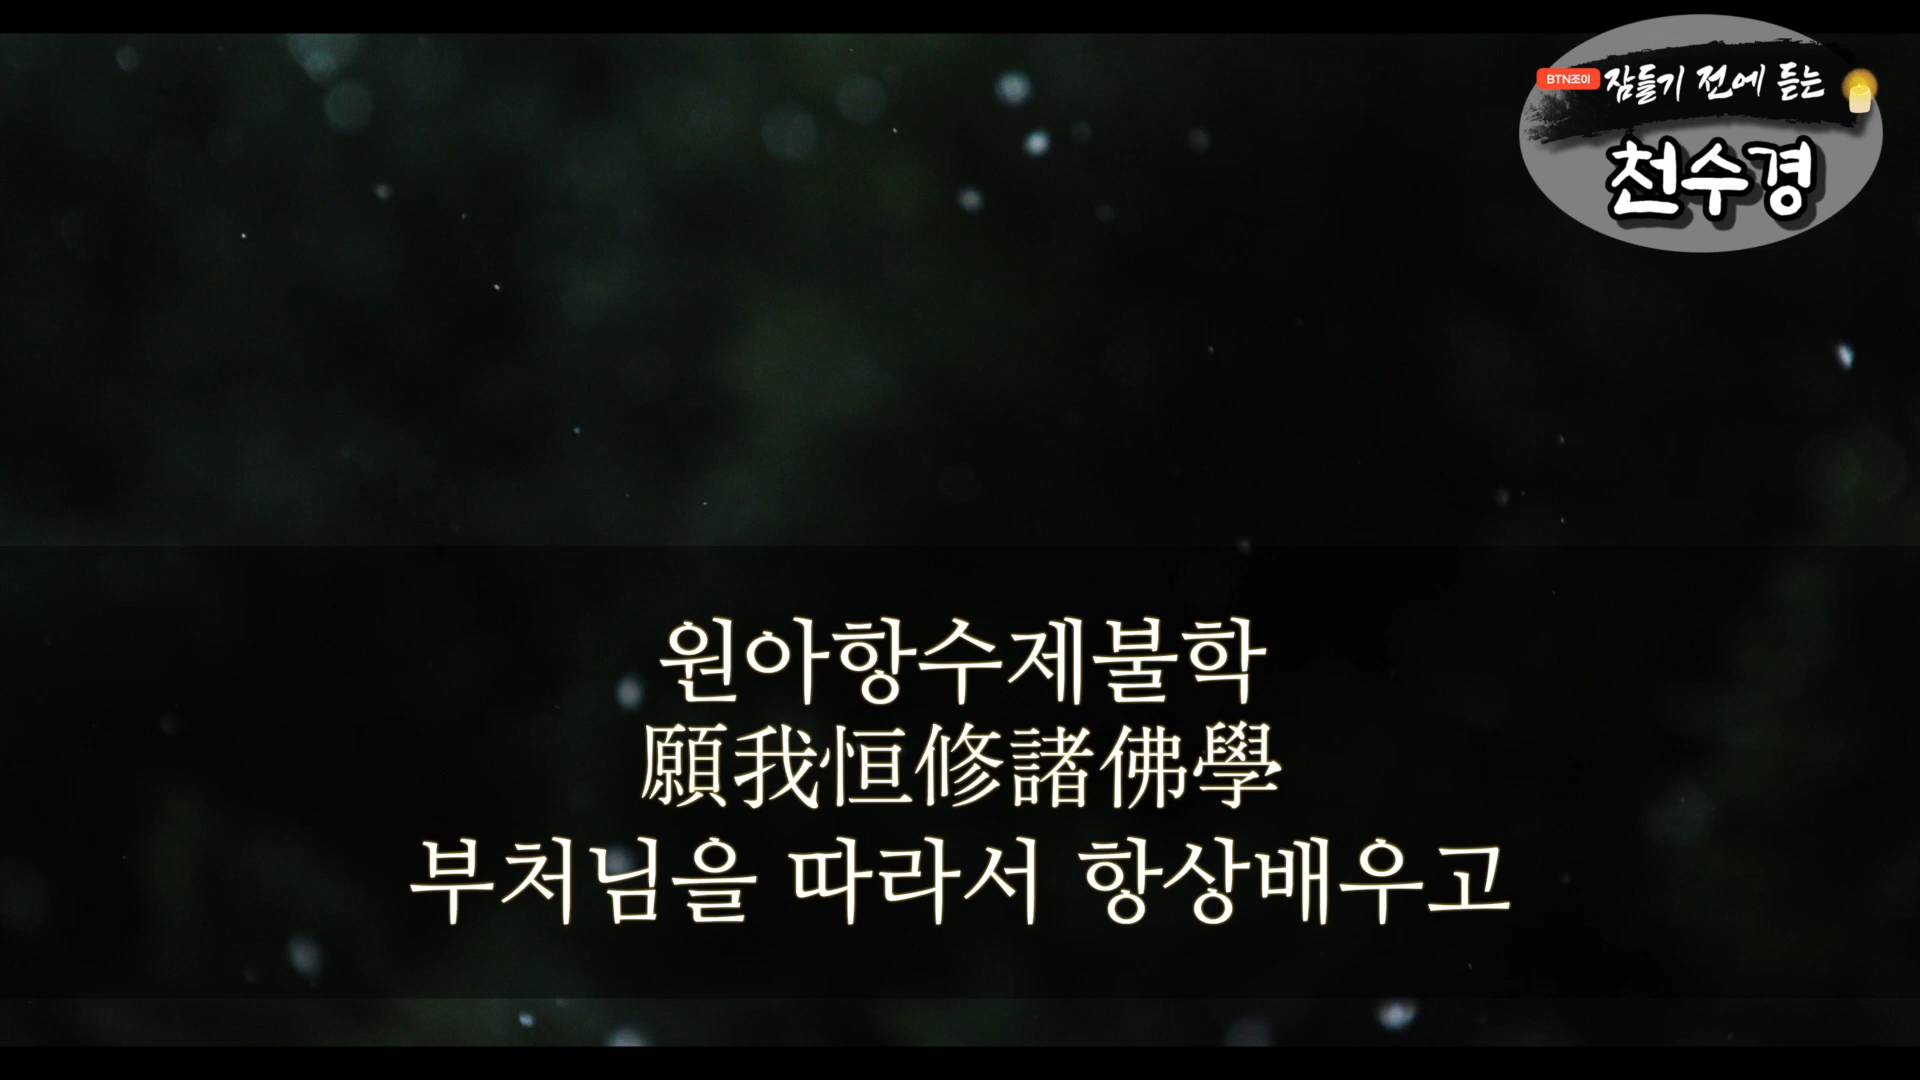 BTN조이 잠들기 전에 듣는
천수경
원아항수제불학
願我恒修諸佛學
부처님을 따라서 항상배우고